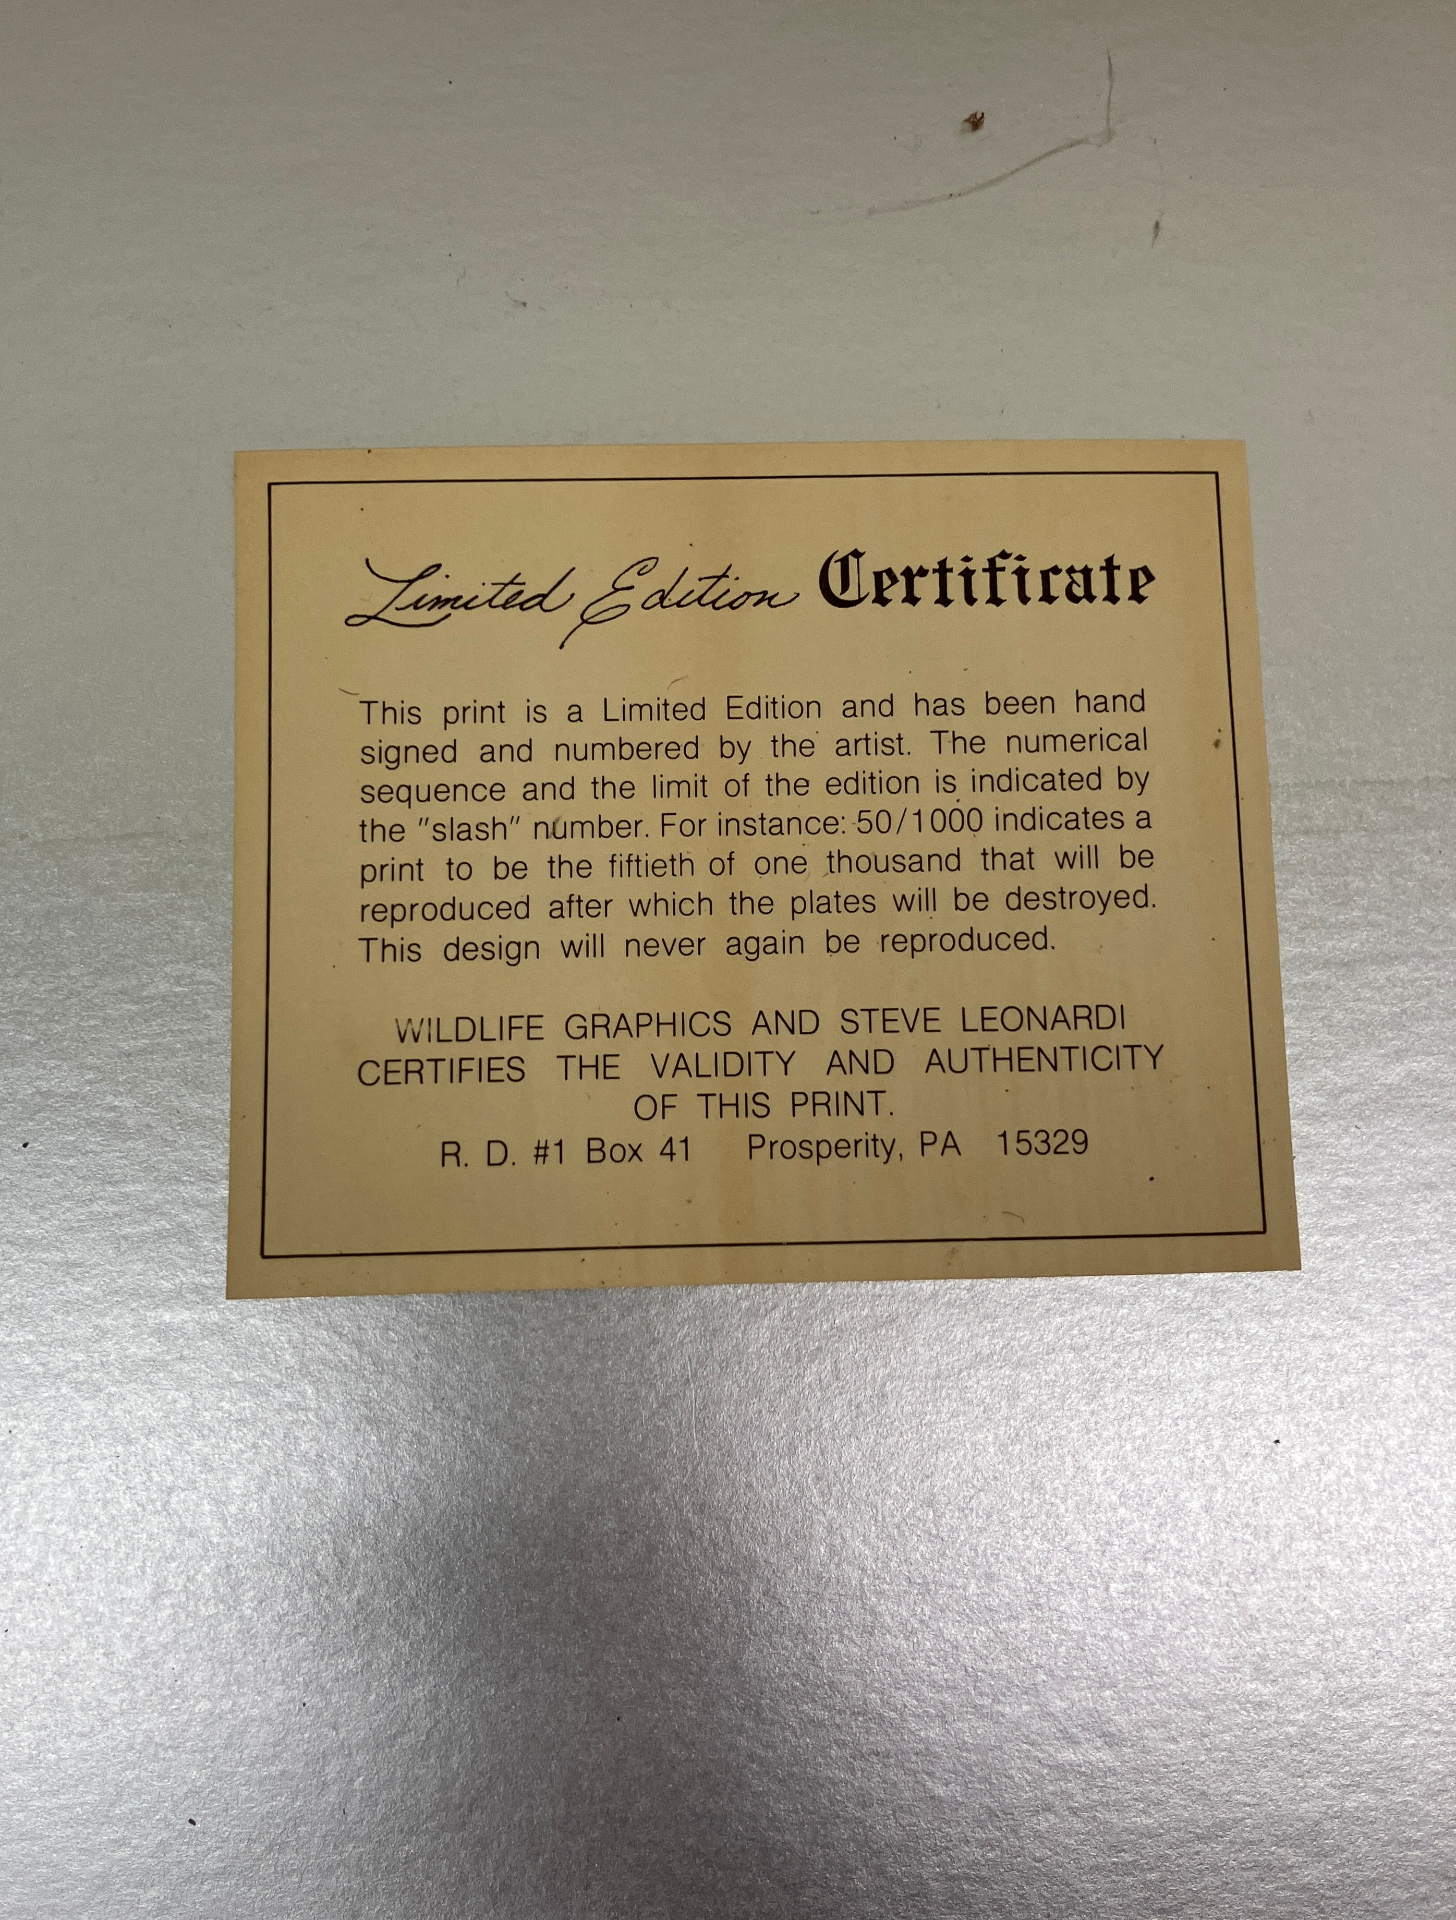 Limited Edition Certificate
This print is a Limited Edition and has been hand
signed and numbered by the artist. The numerical
sequence and the limit of the edition is indicated by
the "slash" number. For instance: 50/1000 indicates a
print to be the fiftieth of one thousand that will be
reproduced after which the plates will be destroyed.
This design will never again be reproduced.
WILDLIFE GRAPHICS AND STEVE LEONARDI
CERTIFIES THE VALIDITY AND AUTHENTICITY
OF THIS PRINT.
R. D. #1 Box 41 Prosperity, PA 15329